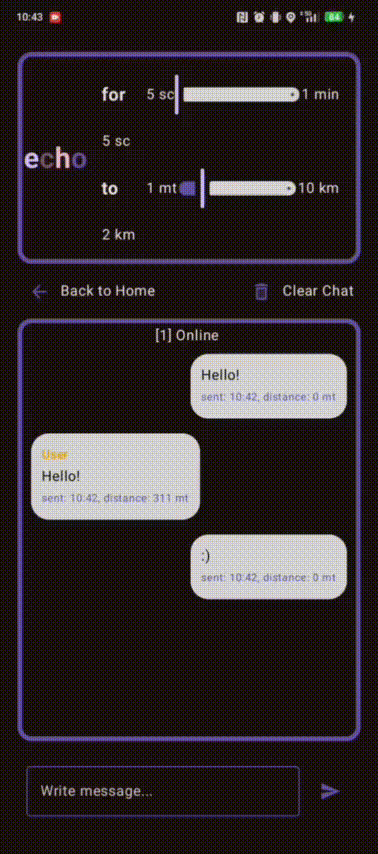 10:43
84
for 5 sc 1 min
5 sc
echo
to 1 mt 10 km
2 km
Back to Home Clear Chat
[1] Online
Hello!
sent: 10:42, distance: 0 mt
User
Hello!
sent: 10:42, distance: 311 mt
:)
sent: 10:42, distance: 0 mt
Write message...